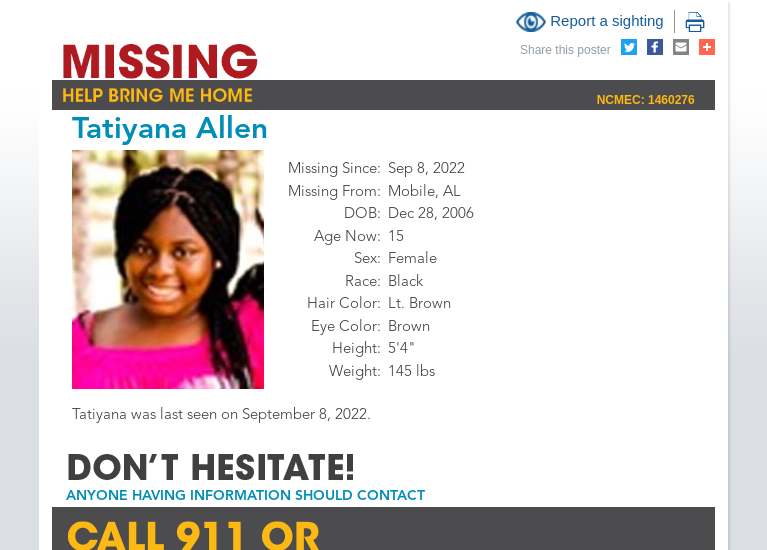 Report a sighting
Share this poster
MISSING
HELP BRING ME HOME
NCMEC: 1460276
Tatiyana Allen
Missing Since: Sep 8, 2022
Missing From: Mobile, AL
DOB: Dec 28, 2006
Age Now: 15
Sex: Female
Race: Black
Hair Color: Lt. Brown
Eye Color: Brown
Height: 5'4"
Weight: 145 lbs
Tatiyana was last seen on September 8, 2022.
DON'T HESITATE!
ANYONE HAVING INFORMATION SHOULD CONTACT
CALL 911 OR